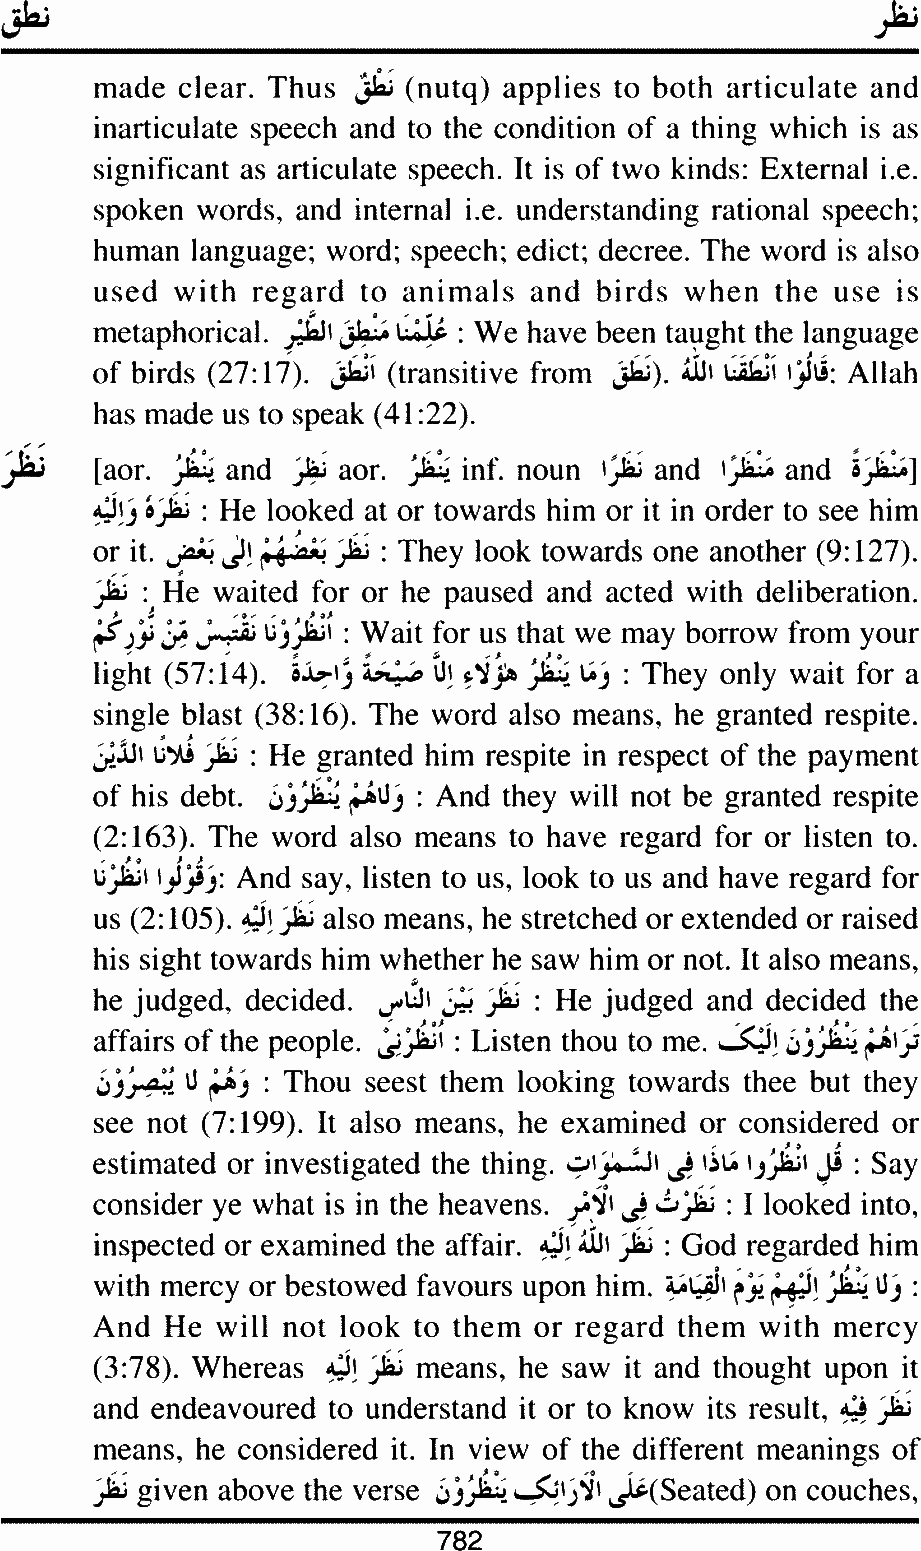 نطق نظر
made clear. Thus نُطْقٌ (nutq) applies to both articulate and
inarticulate speech and to the condition of a thing which is as
significant as articulate speech. It is of two kinds: External i.e.
spoken words, and internal i.e. understanding rational speech;
human language; word; speech; edict; decree. The word is also
used with regard to animals and birds when the use is
metaphorical. عُلِّمْنَا مَنْطِقَ الطَّيْرِ : We have been taught the language
of birds (27:17). اَنْطَقَ (transitive from نَطَقَ). قَالُوْا اَنْطَقَنَا اللّٰهُ: Allah
has made us to speak (41:22).
نَظَرَ [aor. يَنْظُرُ and نَظِرَ aor. يَنْظَرُ inf. noun نَظَرًا and مَنْظَرًا and مَنْظَرَةً]
نَظَرَهُ وَاِلَيْهِ : He looked at or towards him or it in order to see him
or it. نَظَرَ بَعْضُهُمْ اِلٰى بَعْضٍ : They look towards one another (9:127).
نَظَرَ : He waited for or he paused and acted with deliberation.
اُنْظُرُوْنَا نَقْتَبِسْ مِنْ نُّوْرِكُمْ : Wait for us that we may borrow from your
light (57:14). وَمَا يَنْظُرُ هٰؤُلَاۤءِ اِلَّا صَيْحَةً وَّاحِدَةً : They only wait for a
single blast (38:16). The word also means, he granted respite.
نَظَرَ فُلَانًا الدَّيْنَ : He granted him respite in respect of the payment
of his debt. وَلَاهُمْ يُنْظَرُوْنَ : And they will not be granted respite
(2:163). The word also means to have regard for or listen to.
وَقُوْلُوا انْظُرْنَا: And say, listen to us, look to us and have regard for
us (2:105). نَظَرَ اِلَيْهِ also means, he stretched or extended or raised
his sight towards him whether he saw him or not. It also means,
he judged, decided. نَظَرَ بَيْنَ النَّاسِ : He judged and decided the
affairs of the people. اُنْظُرْنِىْ : Listen thou to me. تَرَاهُمْ يَنْظُرُوْنَ اِلَيْكَ
وَهُمْ لَا يُبْصِرُوْنَ : Thou seest them looking towards thee but they
see not (7:199). It also means, he examined or considered or
estimated or investigated the thing. قُلِ انْظُرُوا مَاذَا فِى السَّمٰوَاتِ : Say
consider ye what is in the heavens. نَظَرْتُ فِى الْاَمْرِ : I looked into,
inspected or examined the affair. نَظَرَ اللّٰهُ اِلَيْهِ : God regarded him
with mercy or bestowed favours upon him. وَلَا يَنْظُرُ اِلَيْهِمْ يَوْمَ الْقِيَامَةِ :
And He will not look to them or regard them with mercy
(3:78). Whereas نَظَرَ اِلَيْهِ means, he saw it and thought upon it
and endeavoured to understand it or to know its result, نَظَرَ فِيْهِ
means, he considered it. In view of the different meanings of
نَظَرَ given above the verse عَلَى الْاَرَائِكِ يَنْظُرُوْنَ(Seated) on couches,
782